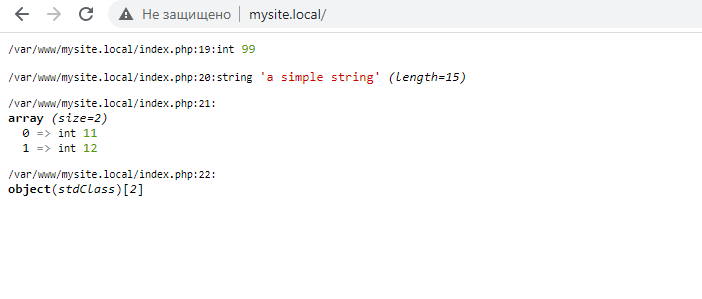 Не защищено mysite.local/
/var/www/mysite.local/index.php:19:int 99
/var/www/mysite.local/index.php:20:string 'a simple string' (length=15)
/var/www/mysite.local/index.php:21:
array (size=2)
0 => int 11
1 => int 12
/var/www/mysite.local/index.php:22:
object(stdClass)[2]